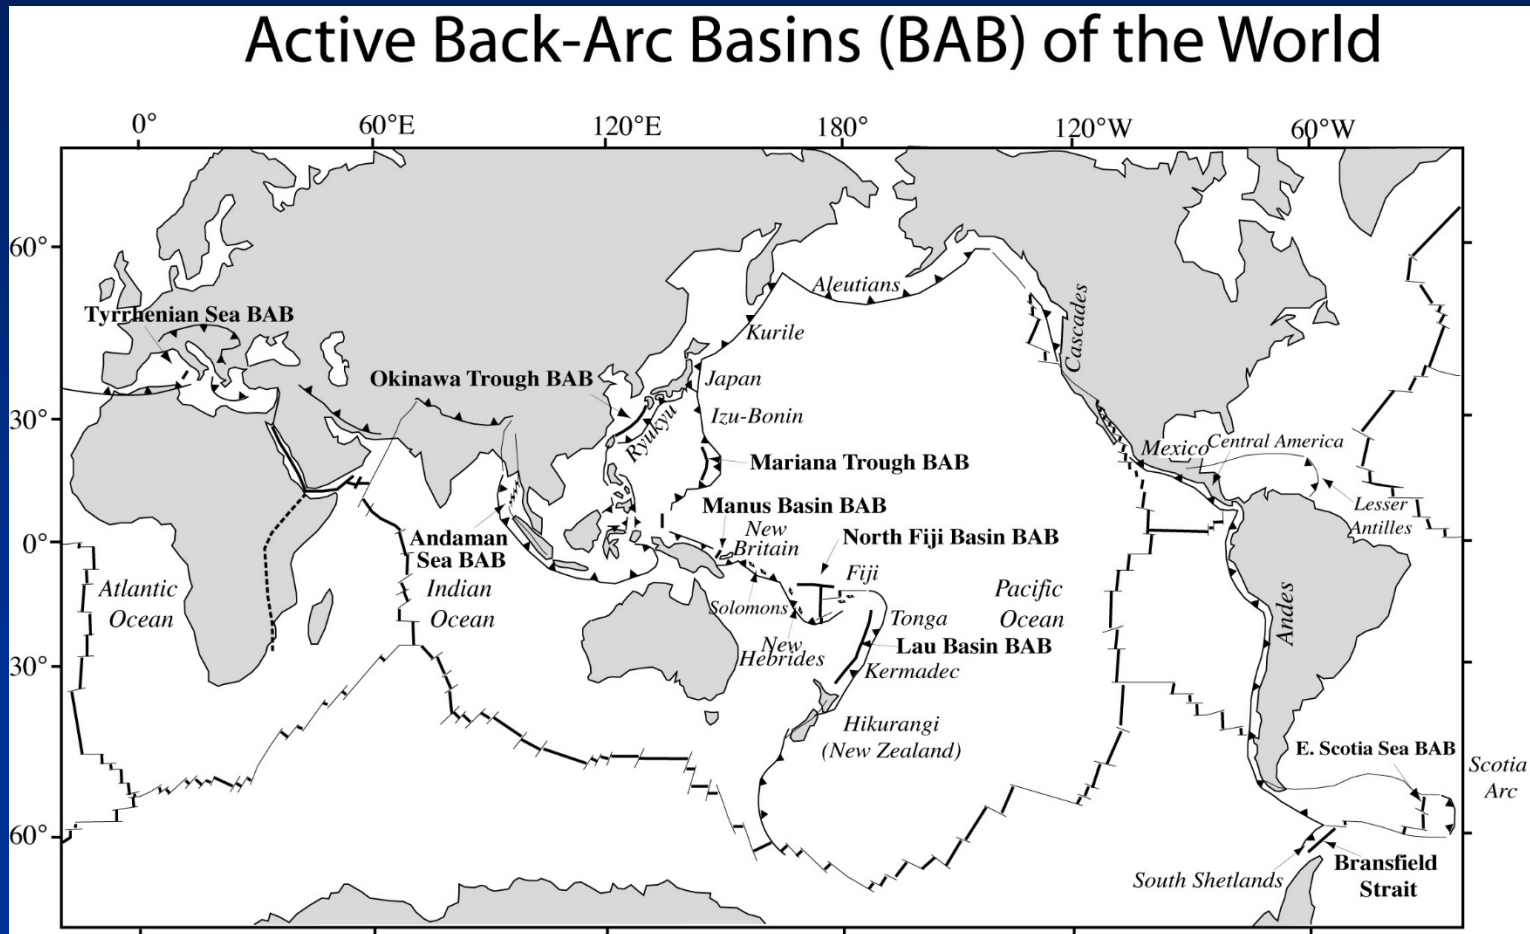 Active Back-Arc Basins (BAB) of the World
0° 60°E 120°E 180° 120°W 60°W
60°
Aleutians
Tyrrhenian Sea BAB
Kurile
Cascades
Okinawa Trough BAB
Japan
30°
Izu-Bonin
Ryukyu
Mexico
Central America
Mariana Trough BAB
Lesser
Antilles
Manus Basin BAB
New
Britain
North Fiji Basin BAB
0°
Andaman
Sea BAB
Fiji
Atlantic
Ocean
Indian
Ocean
Pacific
Ocean
Solomons
Tonga
Andes
New
Hebrides
Lau Basin BAB
30°
Kermadec
Hikurangi
(New Zealand)
E. Scotia Sea BAB
Scotia
Arc
60°
Bransfield
Strait
South Shetlands